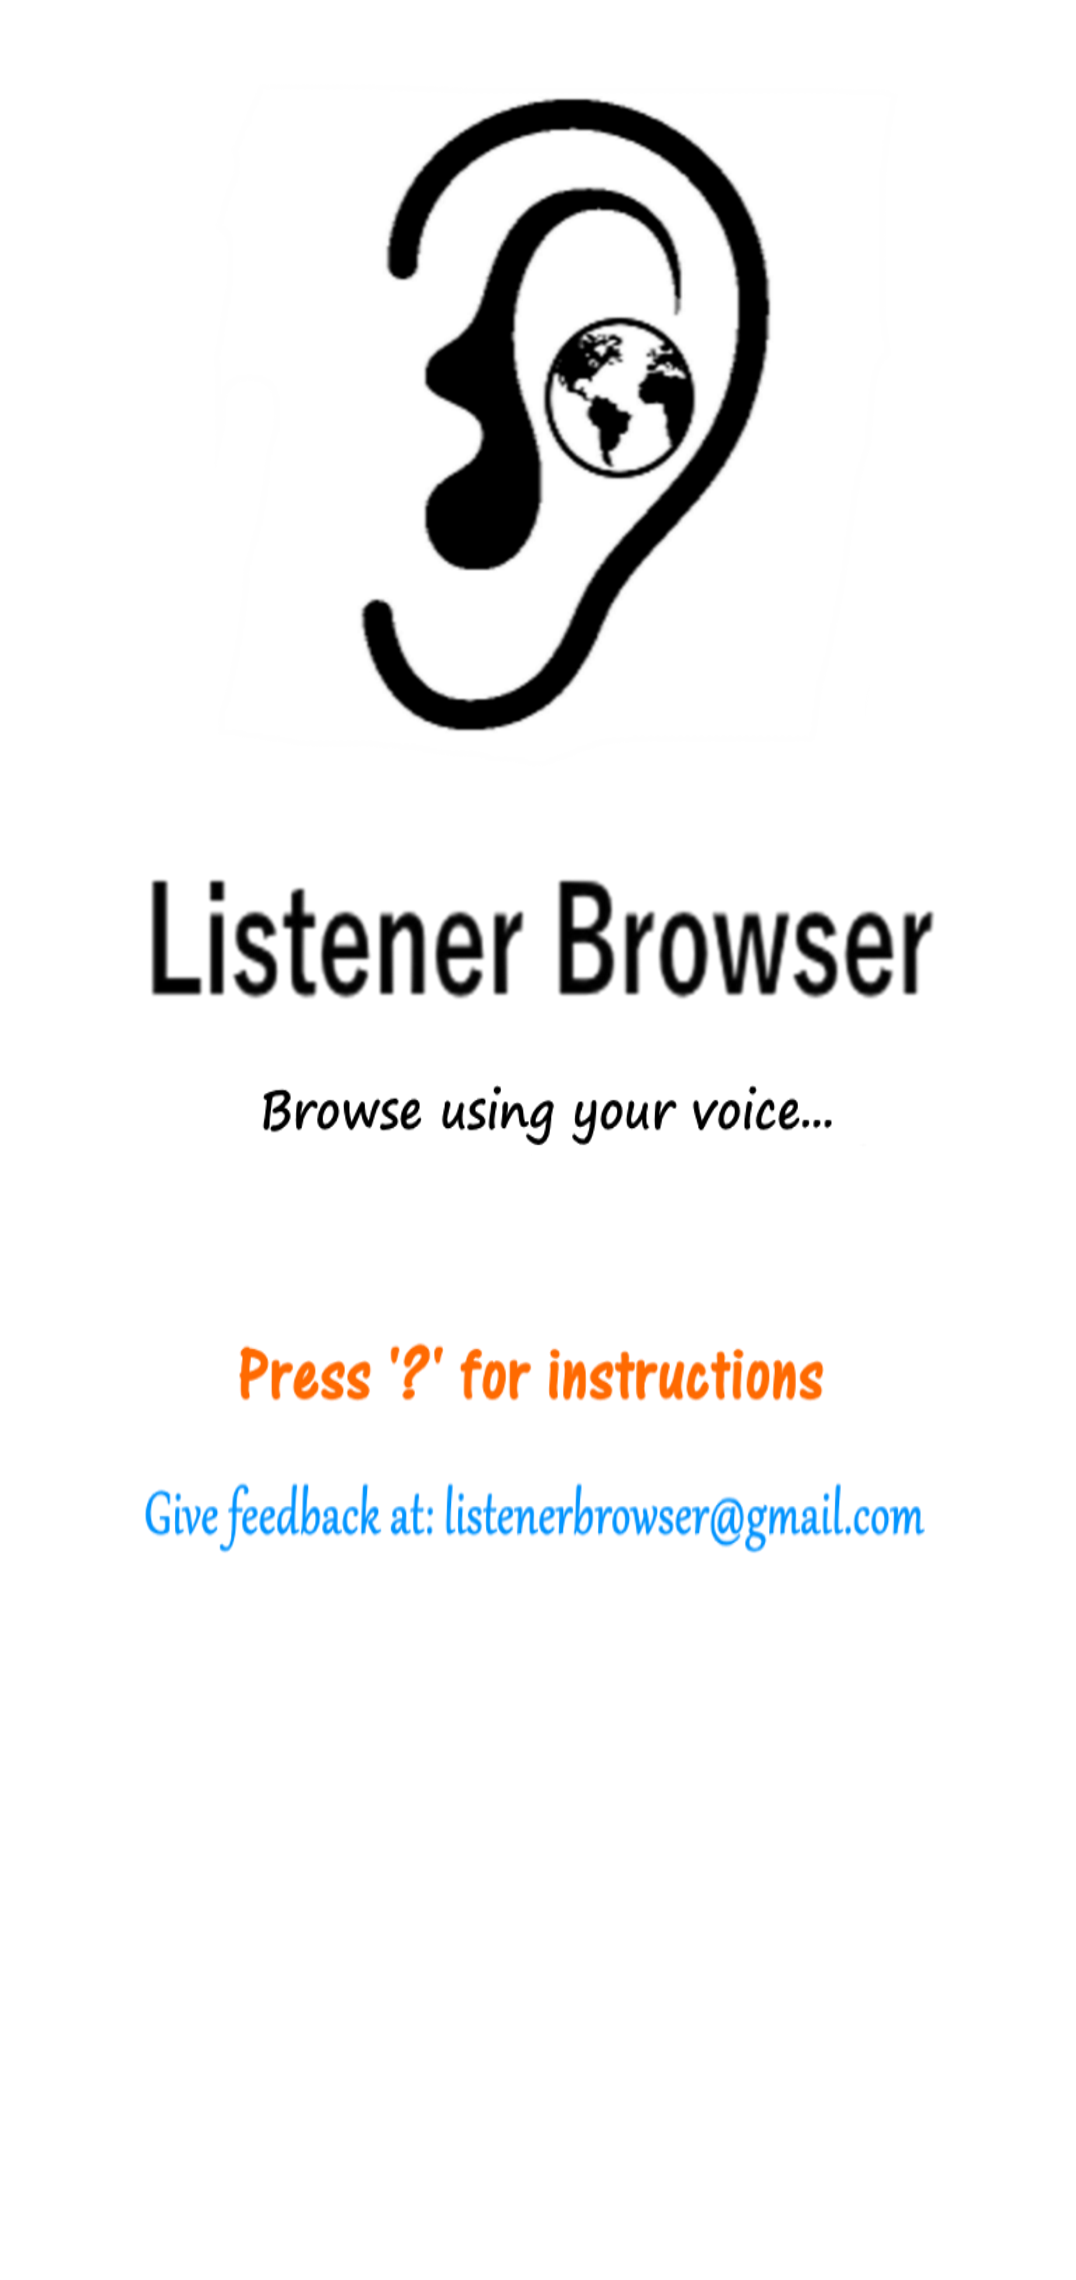 Listener Browser
Browse using your voice...
Press '?' for instructions
Give feedback at: listenerbrowser@gmail.com